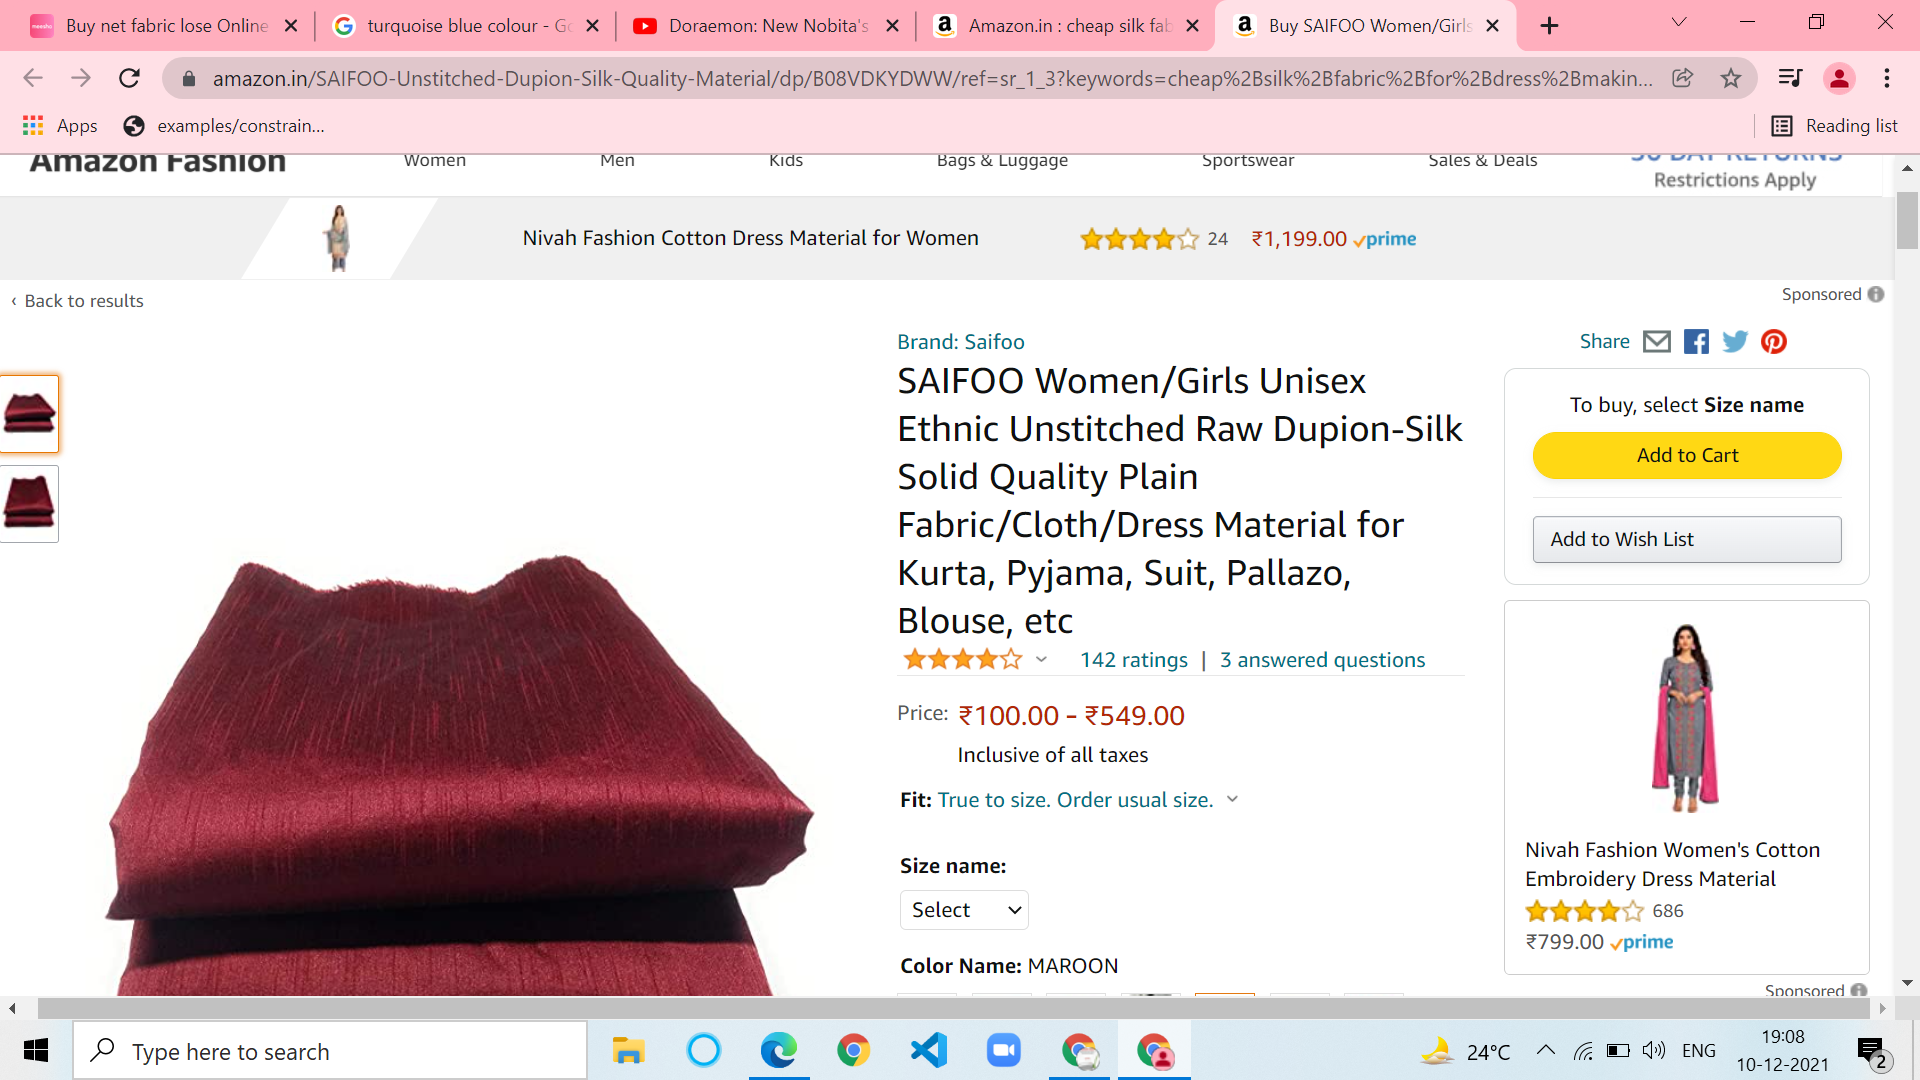 Buy net fabric lose Online
turquoise blue colour - Go
Doraemon: New Nobita's
Amazon.in : cheap silk fab
Buy SAIFOO Women/Girls
amazon.in/SAIFOO-Unstitched-Dupion-Silk-Quality-Material/dp/B08VDKYDWW/ref=sr_1_3?keywords=cheap%2Bsilk%2Bfabric%2Bfor%2Bdress%2Bmakin...
Apps
examples/constrain...
Reading list
Amazon Fashion
Women
Men
Kids
Bags & Luggage
Sportswear
Sales & Deals
30 DAY RETURNS
Restrictions Apply
Nivah Fashion Cotton Dress Material for Women
24
₹1,199.00 prime
‹ Back to results
Sponsored
Brand: Saifoo
Share
SAIFOO Women/Girls Unisex
Ethnic Unstitched Raw Dupion-Silk
Solid Quality Plain
Fabric/Cloth/Dress Material for
Kurta, Pyjama, Suit, Pallazo,
Blouse, etc
142 ratings | 3 answered questions
Price: ₹100.00 - ₹549.00
Inclusive of all taxes
Fit: True to size. Order usual size.
Size name:
Select
Color Name: MAROON
To buy, select Size name
Add to Cart
Add to Wish List
Nivah Fashion Women's Cotton
Embroidery Dress Material
686
₹799.00 prime
Sponsored
Type here to search
24°C
ENG
19:08
10-12-2021
2